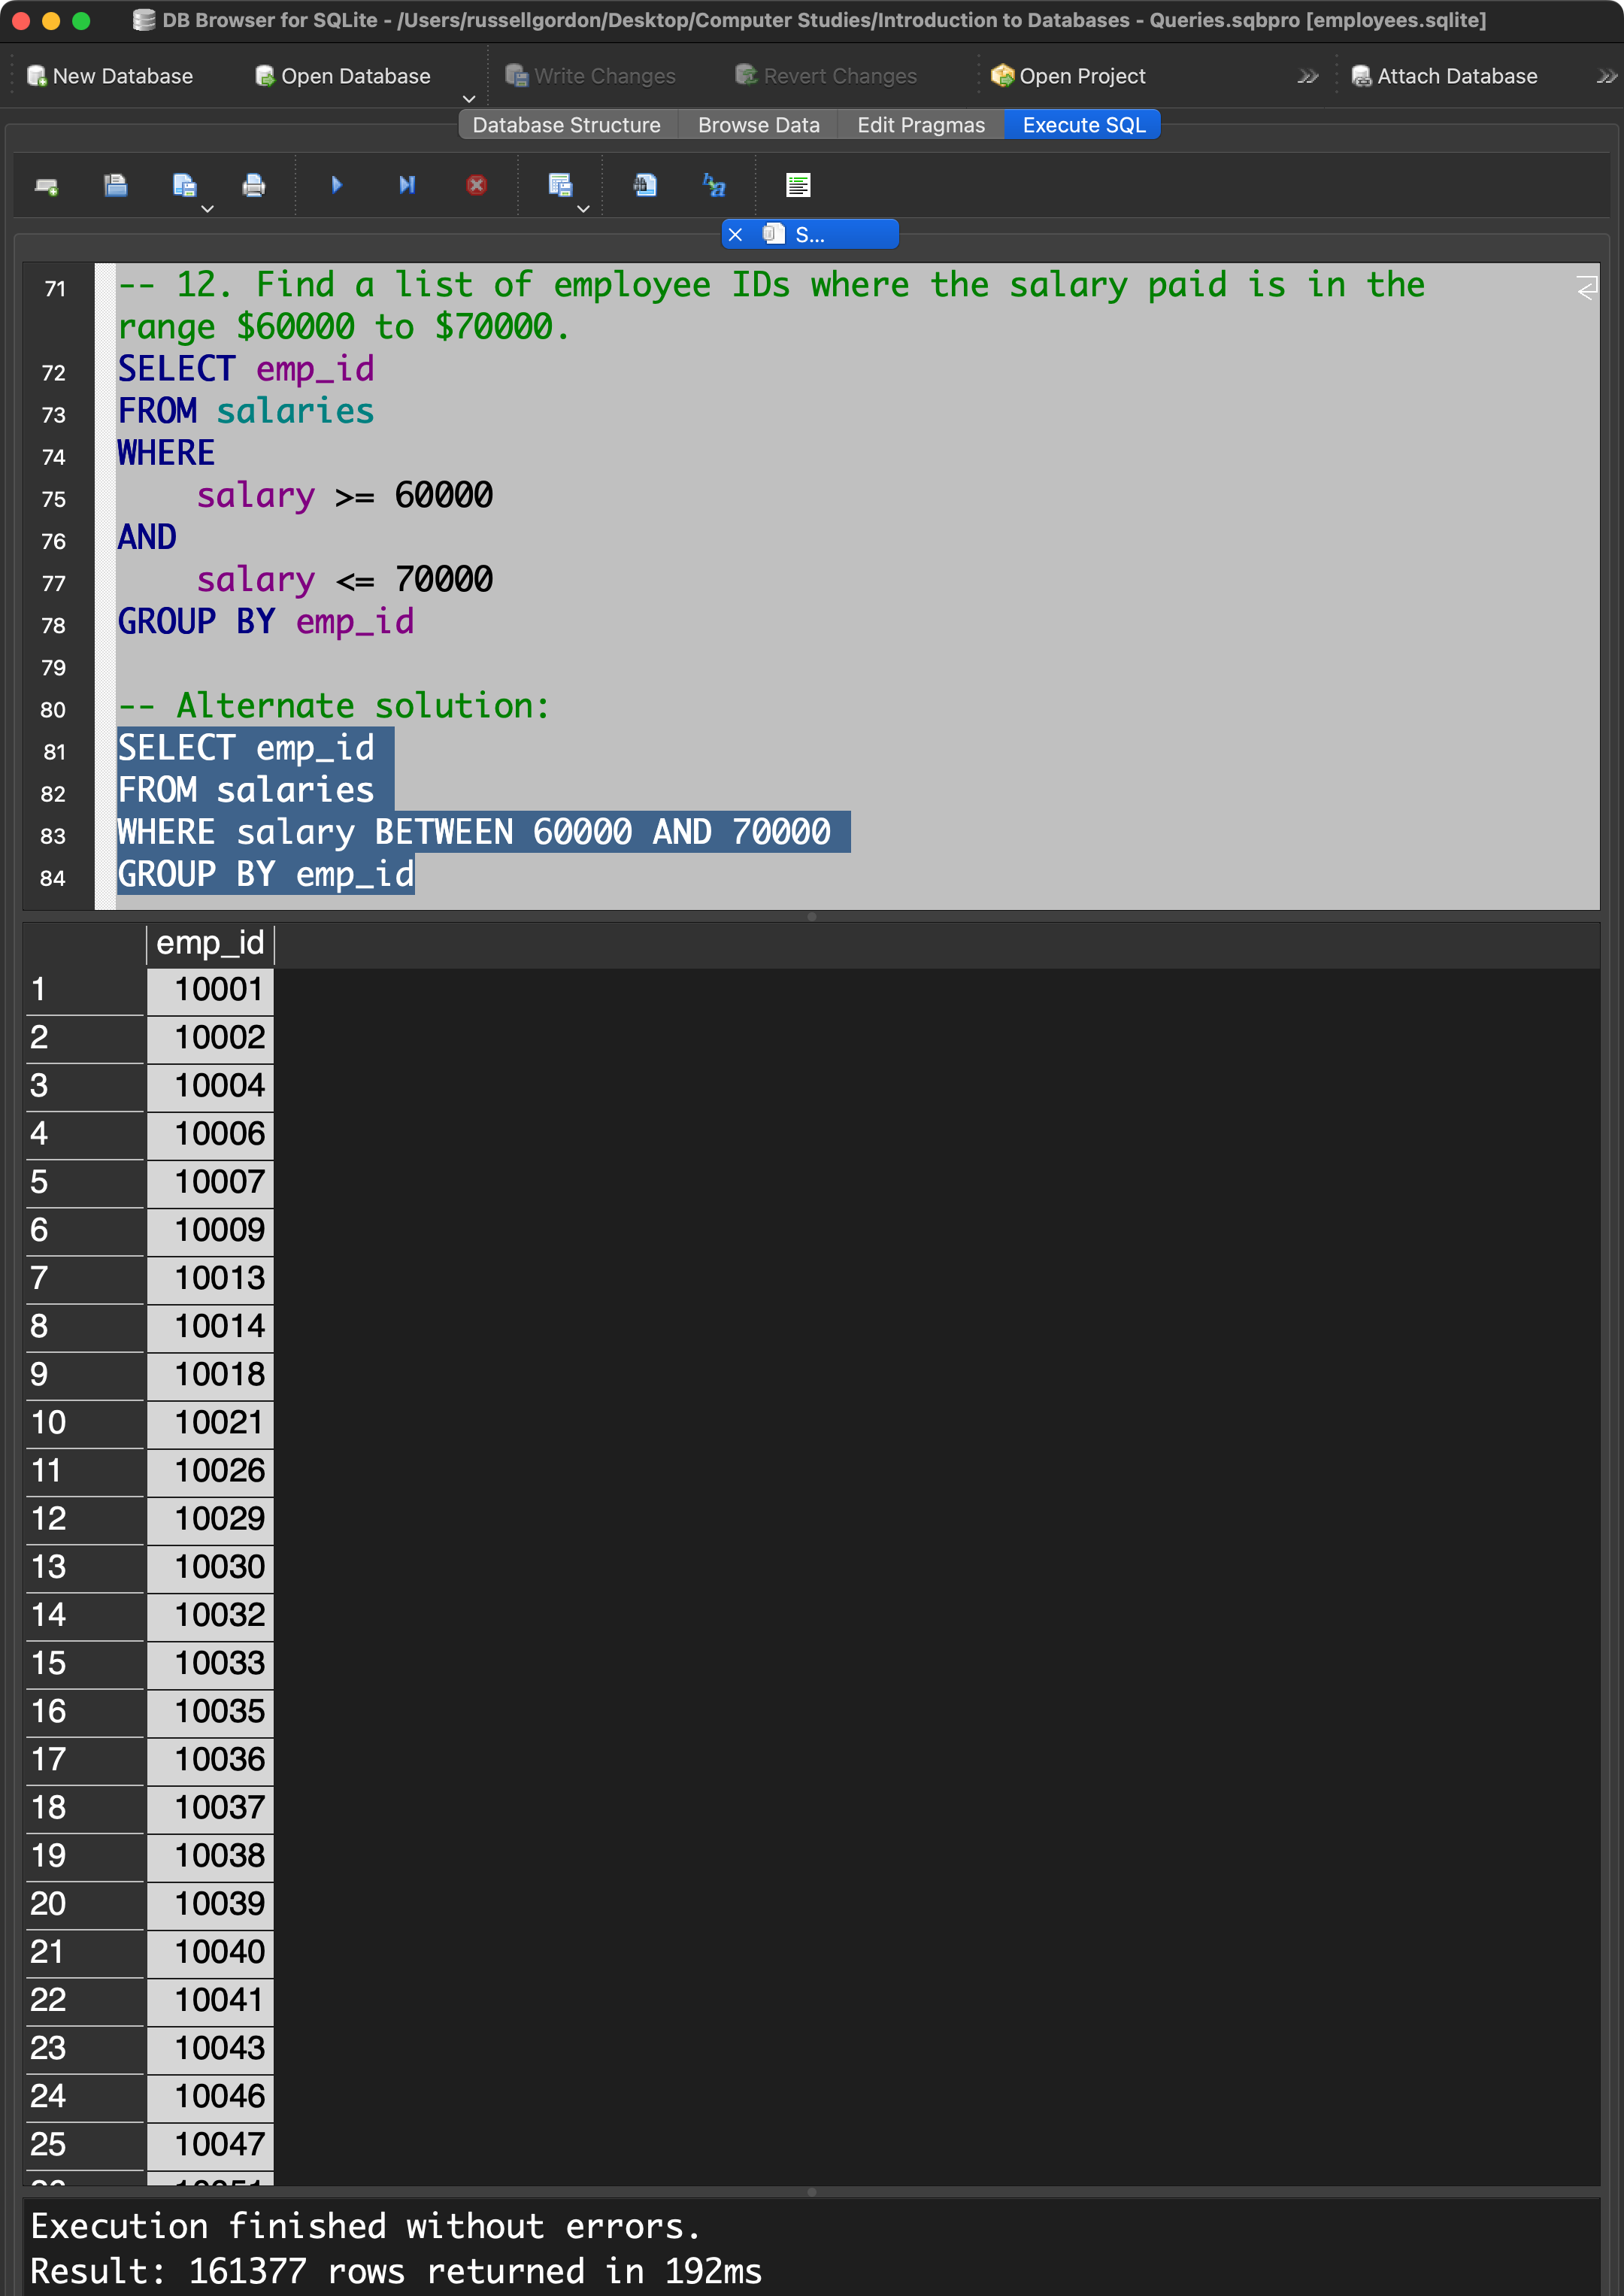 DB Browser for SQLite - /Users/russellgordon/Desktop/Computer Studies/Introduction to Databases - Queries.sqbpro [employees.sqlite]
New Database Open Database Write Changes Revert Changes Open Project Attach Database
Database Structure Browse Data Edit Pragmas Execute SQL
S...
71 -- 12. Find a list of employee IDs where the salary paid is in the
range $60000 to $70000.
72 SELECT emp_id
73 FROM salaries
74 WHERE
75 salary >= 60000
76 AND
77 salary <= 70000
78 GROUP BY emp_id
79
80 -- Alternate solution:
81 SELECT emp_id
82 FROM salaries
83 WHERE salary BETWEEN 60000 AND 70000
84 GROUP BY emp_id
emp_id
1 10001
2 10002
3 10004
4 10006
5 10007
6 10009
7 10013
8 10014
9 10018
10 10021
11 10026
12 10029
13 10030
14 10032
15 10033
16 10035
17 10036
18 10037
19 10038
20 10039
21 10040
22 10041
23 10043
24 10046
25 10047
Execution finished without errors.
Result: 161377 rows returned in 192ms